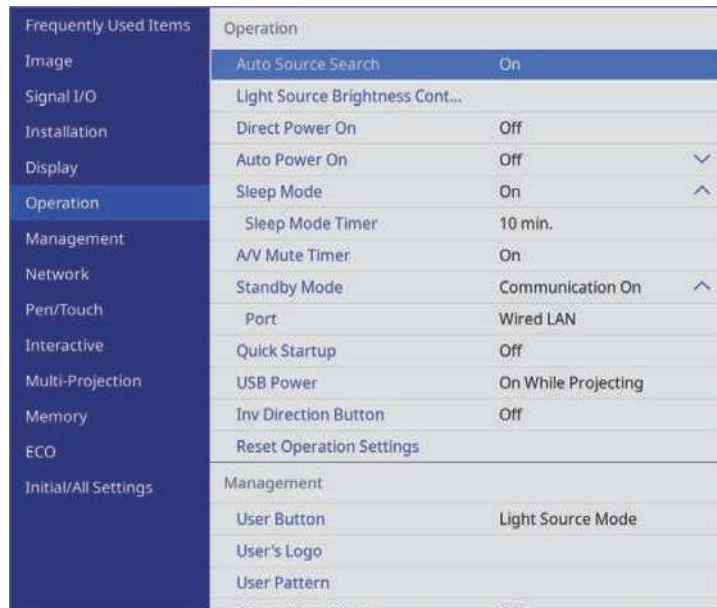 Frequently Used Items
Image
Signal I/O
Installation
Display
Operation
Management
Network
Pen/Touch
Interactive
Multi-Projection
Memory
ECO
Initial/All Settings
Operation
Auto Source Search On
Light Source Brightness Cont...
Direct Power On Off
Auto Power On Off
Sleep Mode On
Sleep Mode Timer 10 min.
A/V Mute Timer On
Standby Mode Communication On
Port Wired LAN
Quick Startup Off
USB Power On While Projecting
Inv Direction Button Off
Reset Operation Settings
Management
User Button Light Source Mode
User's Logo
User Pattern